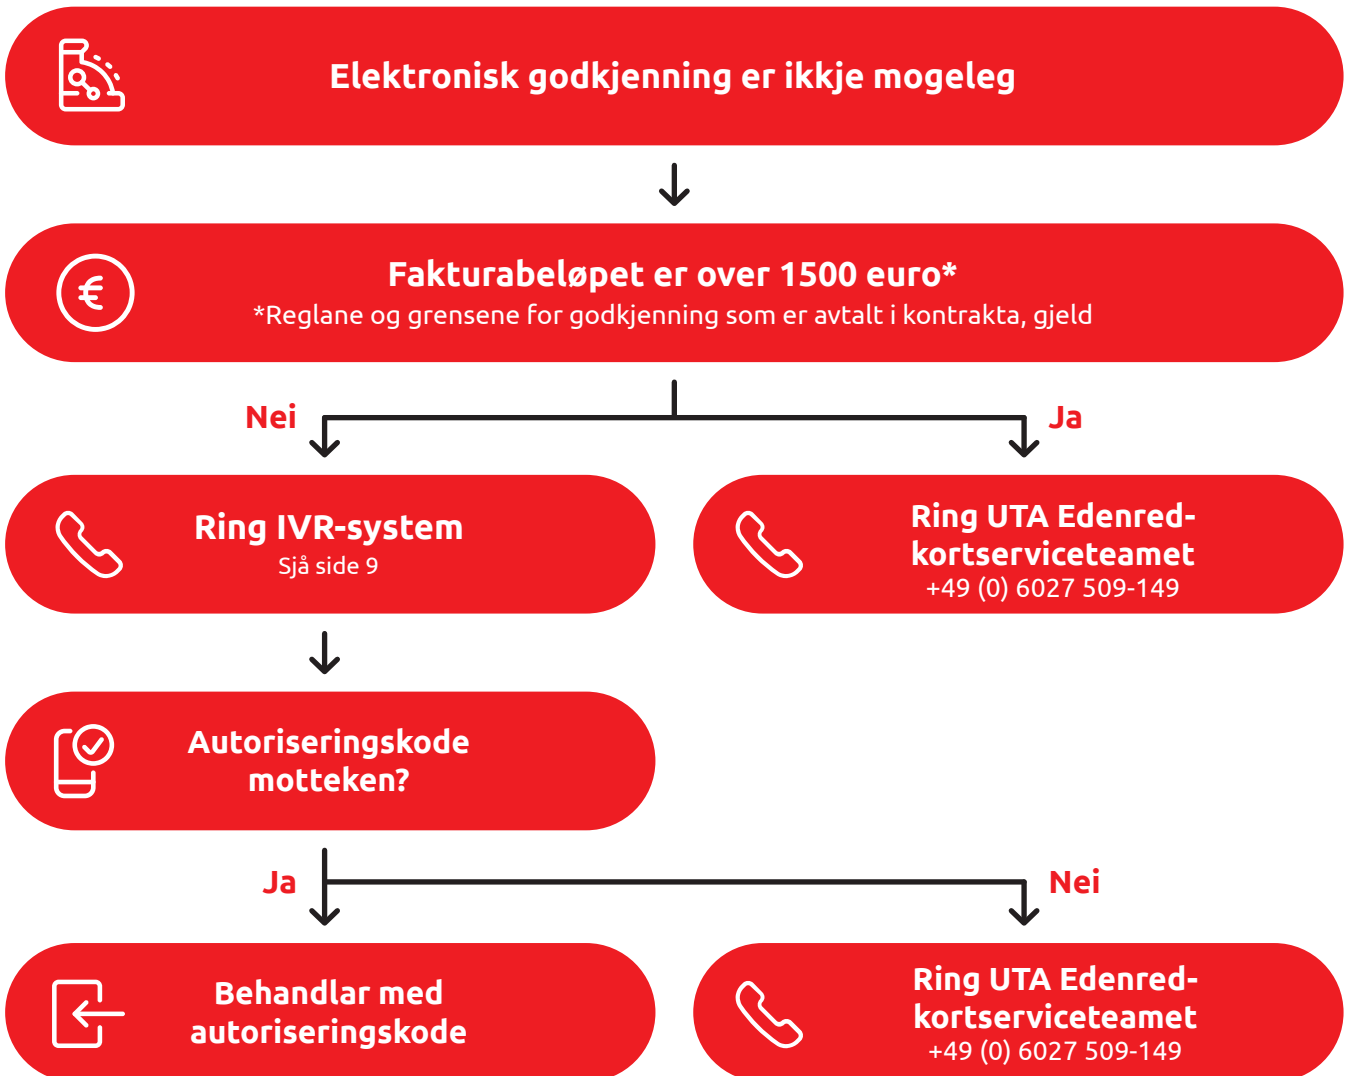 Elektronisk godkjenning er ikkje mogeleg
Fakturabeløpet er over 1500 euro*
*Reglane og grensene for godkjenning som er avtalt i kontrakta, gjeld
Nei
Ja
Ring IVR-system
Sjå side 9
Ring UTA Edenred-
kortserviceteamet
+49 (0) 6027 509-149
Autoriseringskode
motteken?
Ja
Nei
Behandlar med
autoriseringskode
Ring UTA Edenred-
kortserviceteamet
+49 (0) 6027 509-149